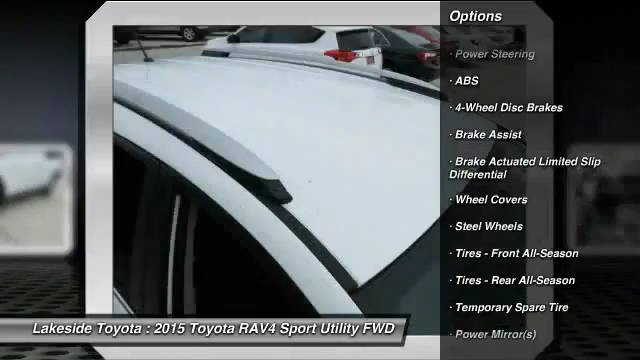 Options
· Power Steering
· ABS
· 4-Wheel Disc Brakes
· Brake Assist
· Brake Actuated Limited Slip
Differential
· Wheel Covers
· Steel Wheels
· Tires - Front All-Season
· Tires - Rear All-Season
· Temporary Spare Tire
· Power Mirror(s)
Lakeside Toyota : 2015 Toyota RAV4 Sport Utility FWD